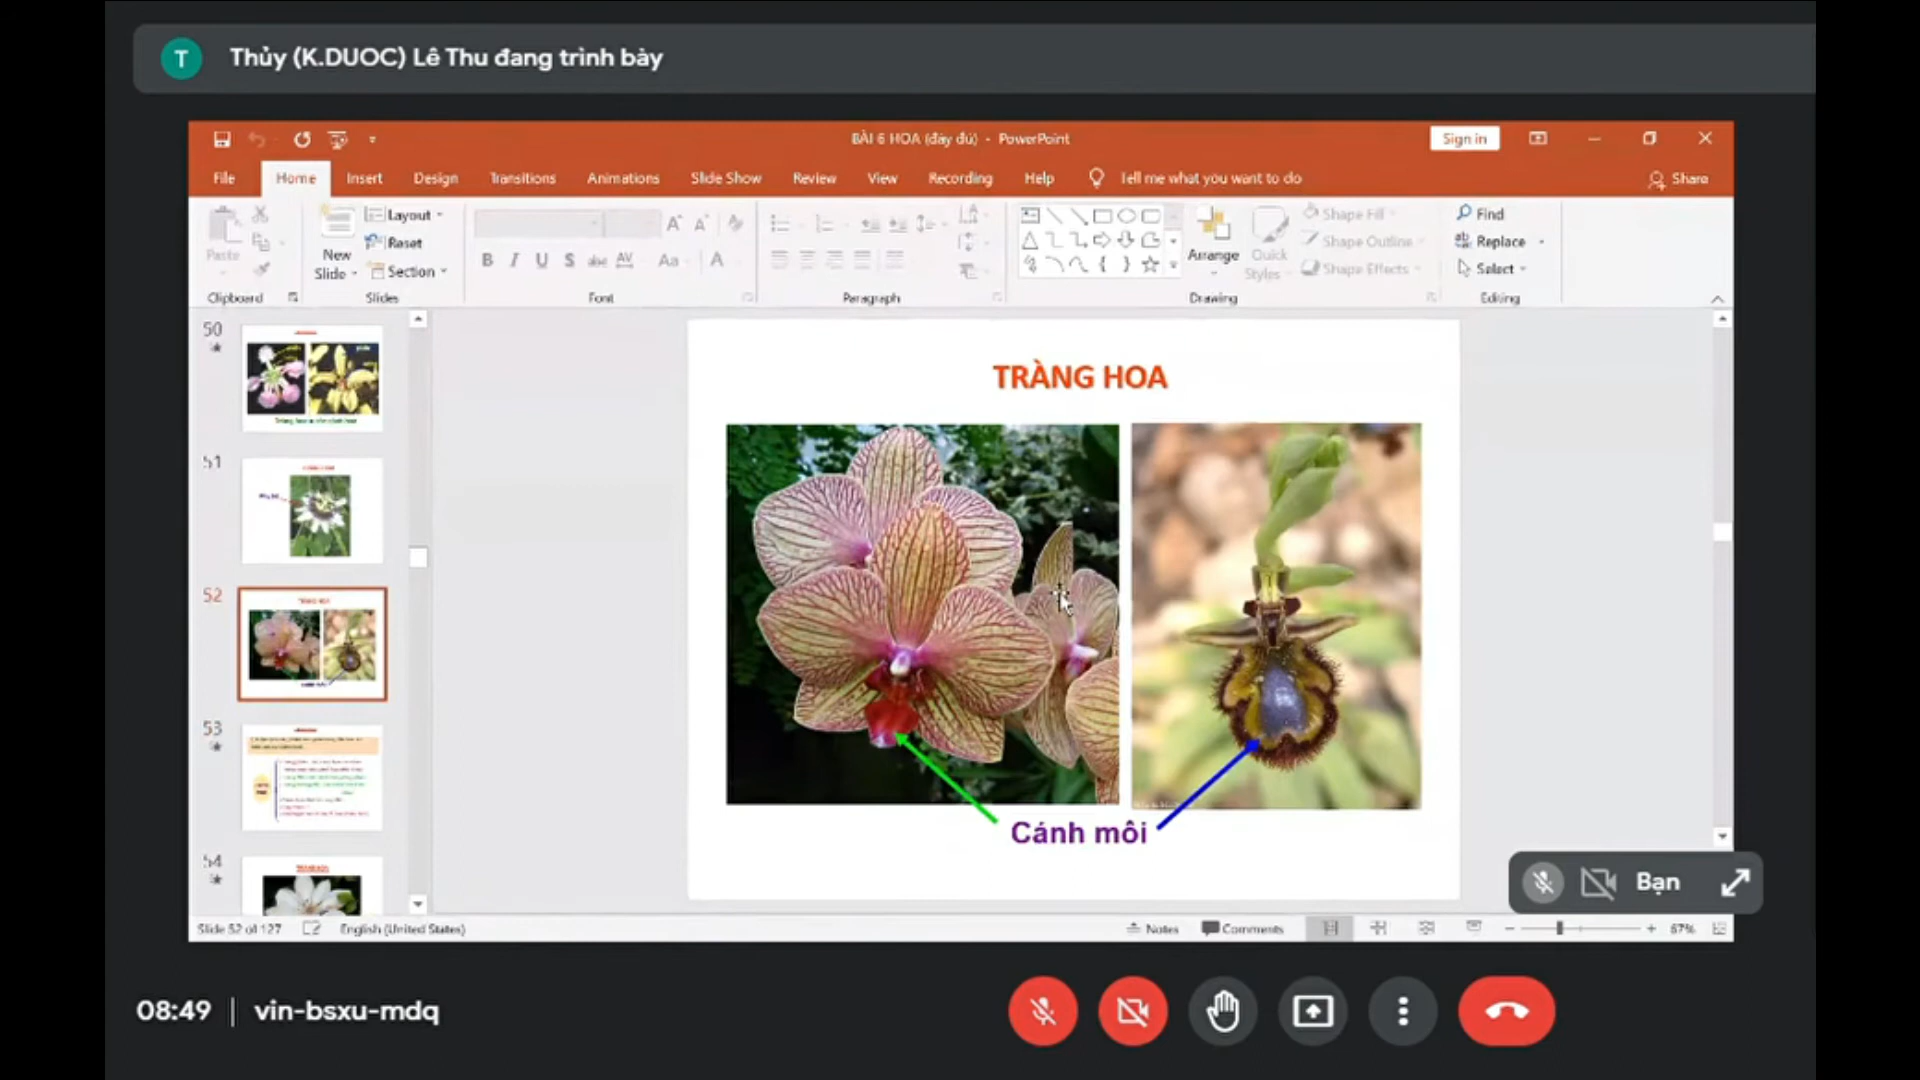 T
Thủy (K.DUOC) Lê Thu đang trình bày
BÀI 6 HOA (đầy đủ) - PowerPoint
Sign in
File Home Insert Design Transitions Animations Slide Show Review View Recording Help Tell me what you want to do
Share
Paste
New Slide
Layout
Reset
Section
B I U S abc AV Aa A
Arrange
Quick Styles
Shape Fill
Shape Outline
Shape Effects
Find
Replace
Select
Clipboard Slides Font Paragraph Drawing Editing
50
51
52
53
54
TRÀNG HOA
Cánh môi
Bạn
Slide 52 of 127 English (United States)
Notes Comments 67%
08:49 | vin-bsxu-mdq